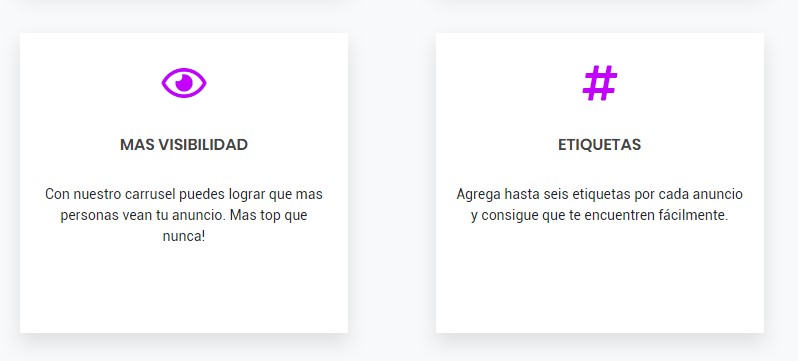 MAS VISIBILIDAD
Con nuestro carrusel puedes lograr que mas
personas vean tu anuncio. Mas top que
nunca!
#
ETIQUETAS
Agrega hasta seis etiquetas por cada anuncio
y consigue que te encuentren fácilmente.